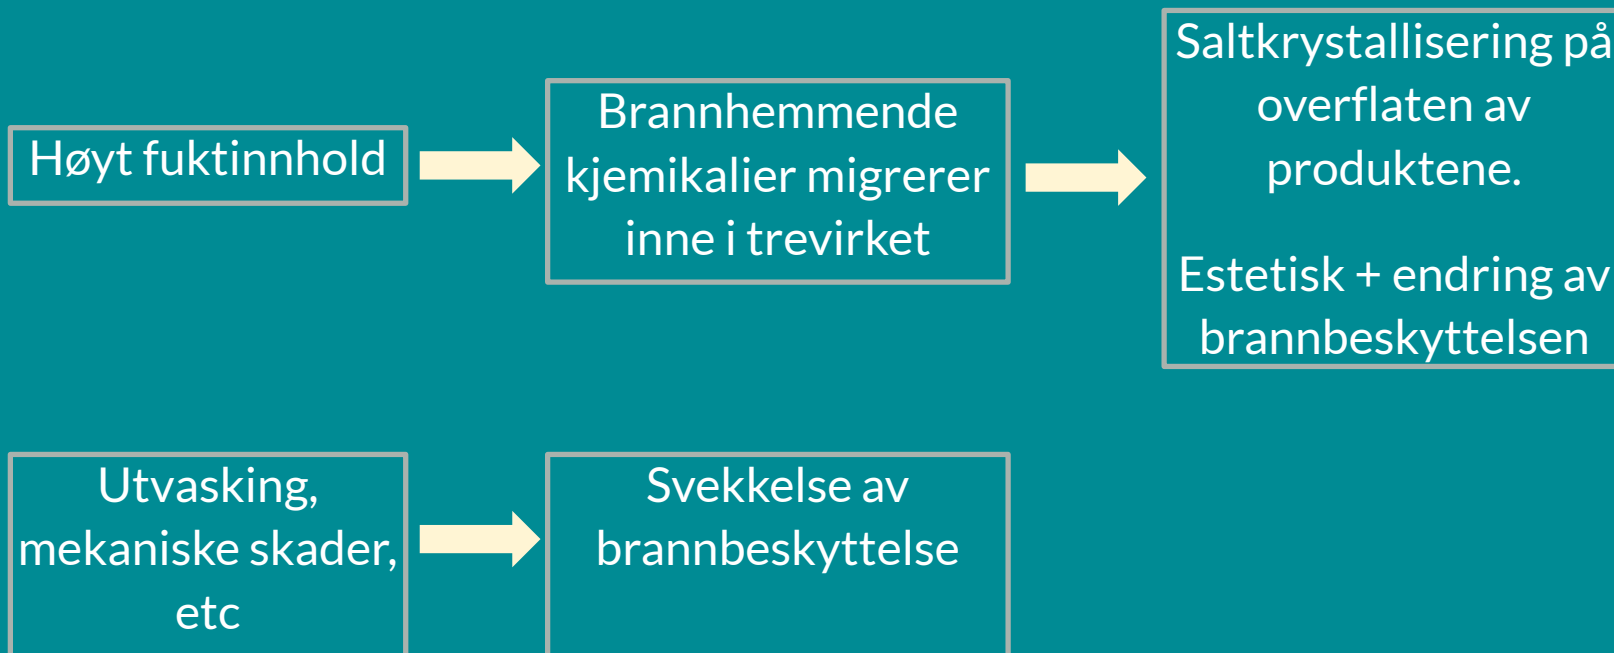 Høyt fuktinnhold
Brannhemmende
kjemikalier migrerer
inne i trevirket
Saltkrystallisering på
overflaten av
produktene.
Estetisk + endring av
brannbeskyttelsen
Utvasking,
mekaniske skader,
etc
Svekkelse av
brannbeskyttelse